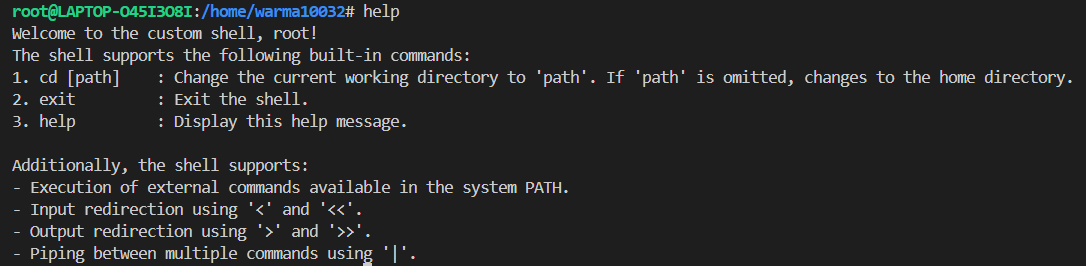 root@LAPTOP-O45I3O8I:/home/warma10032# help
Welcome to the custom shell, root!
The shell supports the following built-in commands:
1. cd [path]    : Change the current working directory to 'path'. If 'path' is omitted, changes to the home directory.
2. exit         : Exit the shell.
3. help         : Display this help message.

Additionally, the shell supports:
- Execution of external commands available in the system PATH.
- Input redirection using '<' and '<<'.
- Output redirection using '>' and '>>'.
- Piping between multiple commands using '|'.